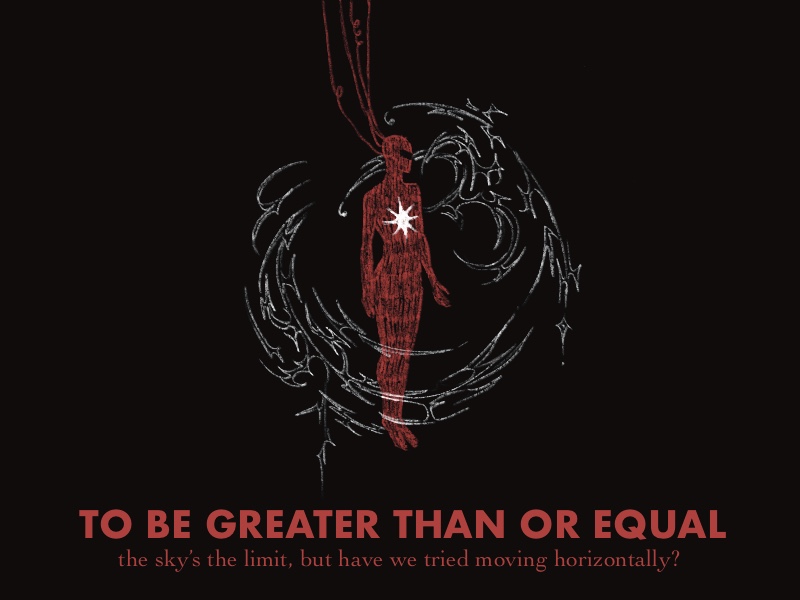 TO BE GREATER THAN OR EQUAL
the sky's the limit, but have we tried moving horizontally?